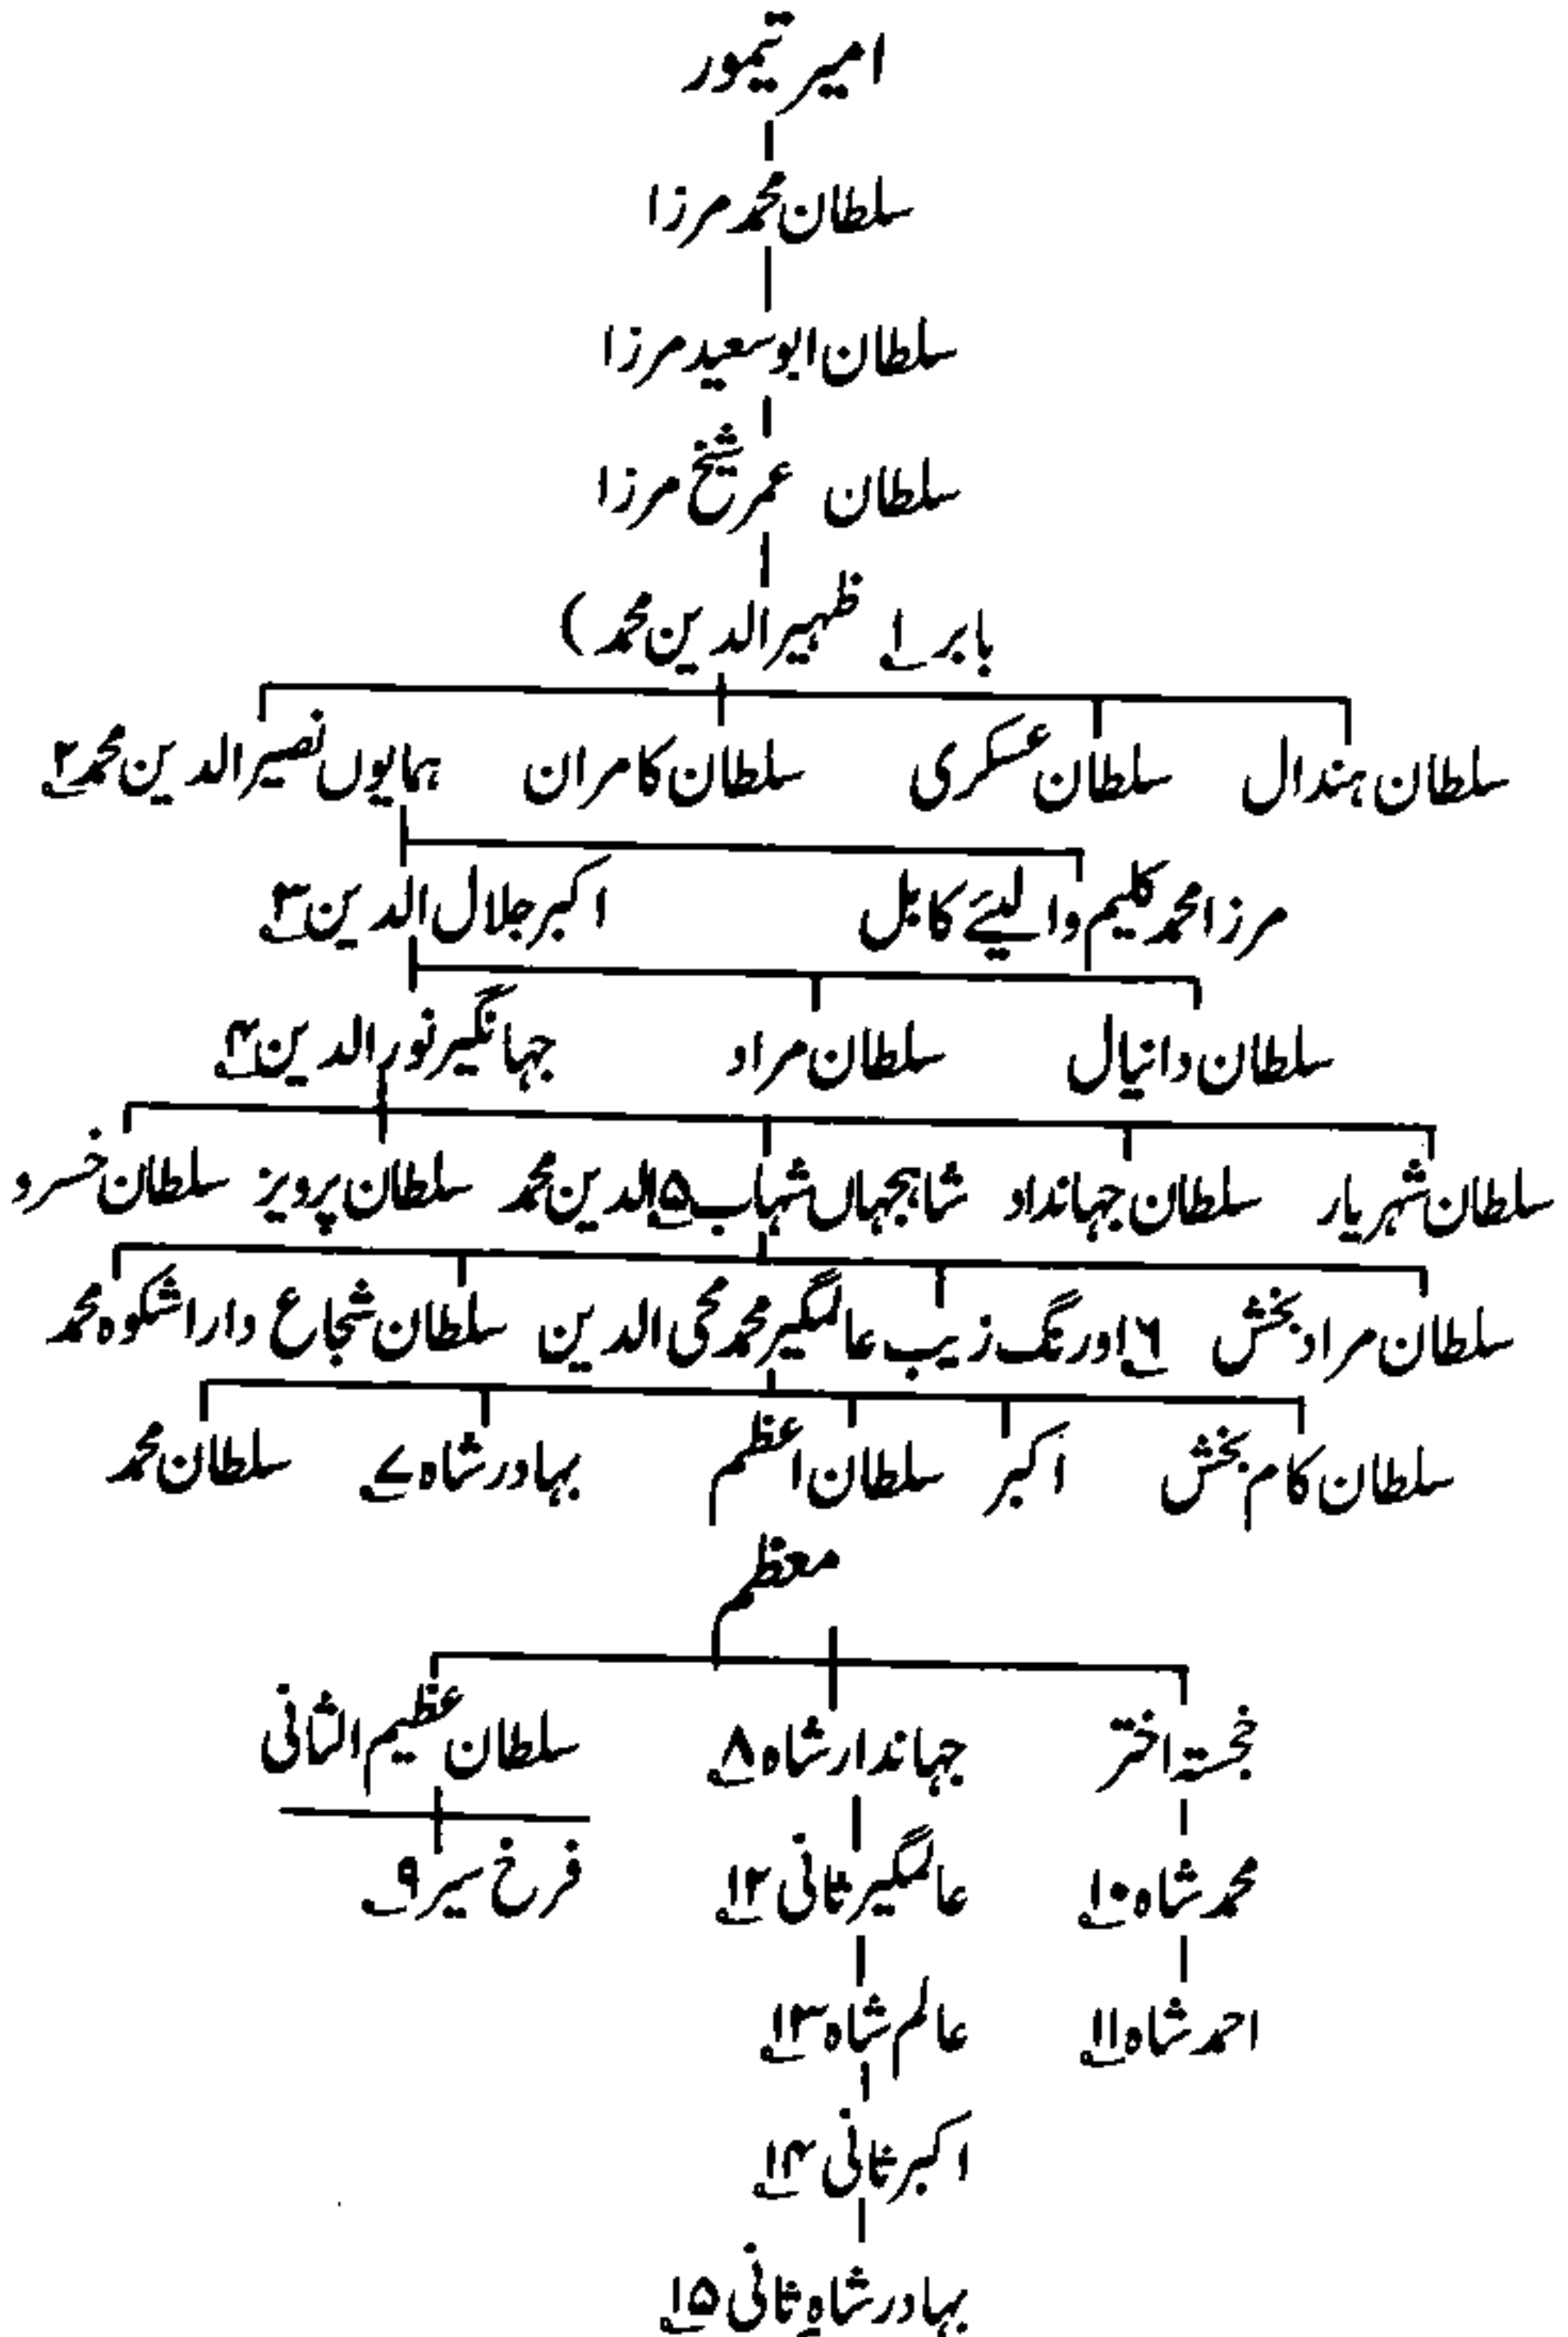 امیر تیمور
سلطان محمد مرزا
سلطان ابوسعید مرزا
سلطان عمر شیخ مرزا
بابر ۱ ظہیر الدین محمد )
سلطان ہندال سلطان عسکری سلطان کامران ہمایوں نصیر الدین محمد ۲
مرزا محمد کلیم والیئے کابل اکبر جلال الدین ۳
سلطان دانیال سلطان مراد جہانگیر نور الدین ۴
سلطان شہریار سلطان جہانداد شاہجہاں شہاب ۵ الدین محمد سلطان پرویز سلطان خسرو
سلطان مراد بخش ۶ اورنگ زیب عالمگیر محمد محی الدین سلطان شجاع دارا شکوہ محمد
سلطان کام بخش اکبر سلطان اعظم بہادر شاہ ۷ سلطان محمد
معظم
خجستہ اختر جہاندار شاہ ۸ سلطان عظیم الثانی
محمد شاہ ۱۰ عالمگیر ثانی ۱۲ فرخ سیر ۹
احمد شاہ ۱۱ عالم شاہ ۱۳
اکبر ثانی ۱۴
بہادر شاہ ثانی ۱۵